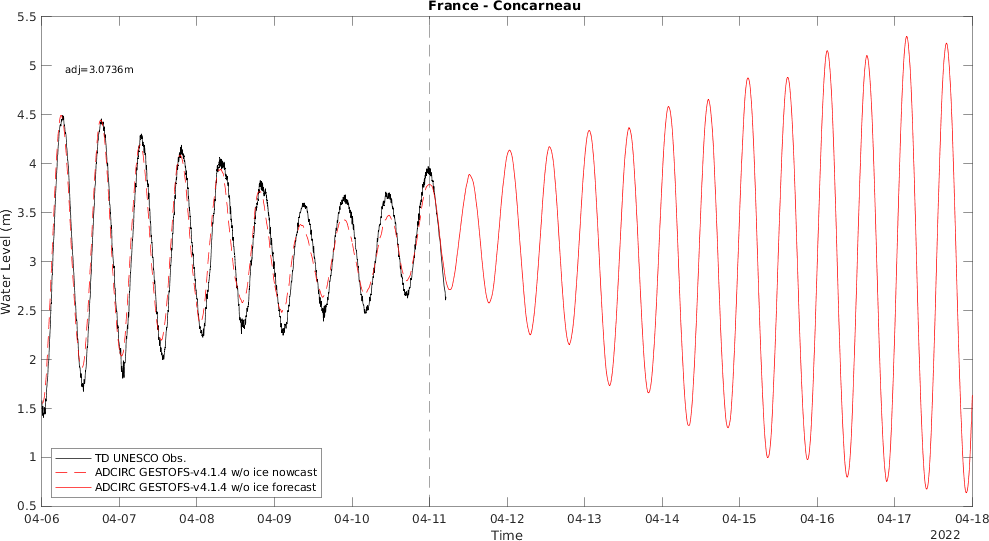 France - Concarneau
5.5
5
4.5
4
3.5
3
2.5
2
1.5
1
0.5
Water Level (m)
adj=3.0736m
TD UNESCO Obs.
ADCIRC GESTOFS-v4.1.4 w/o ice nowcast
ADCIRC GESTOFS-v4.1.4 w/o ice forecast
04-06 04-07 04-08 04-09 04-10 04-11 04-12 04-13 04-14 04-15 04-16 04-17 04-18
Time
2022